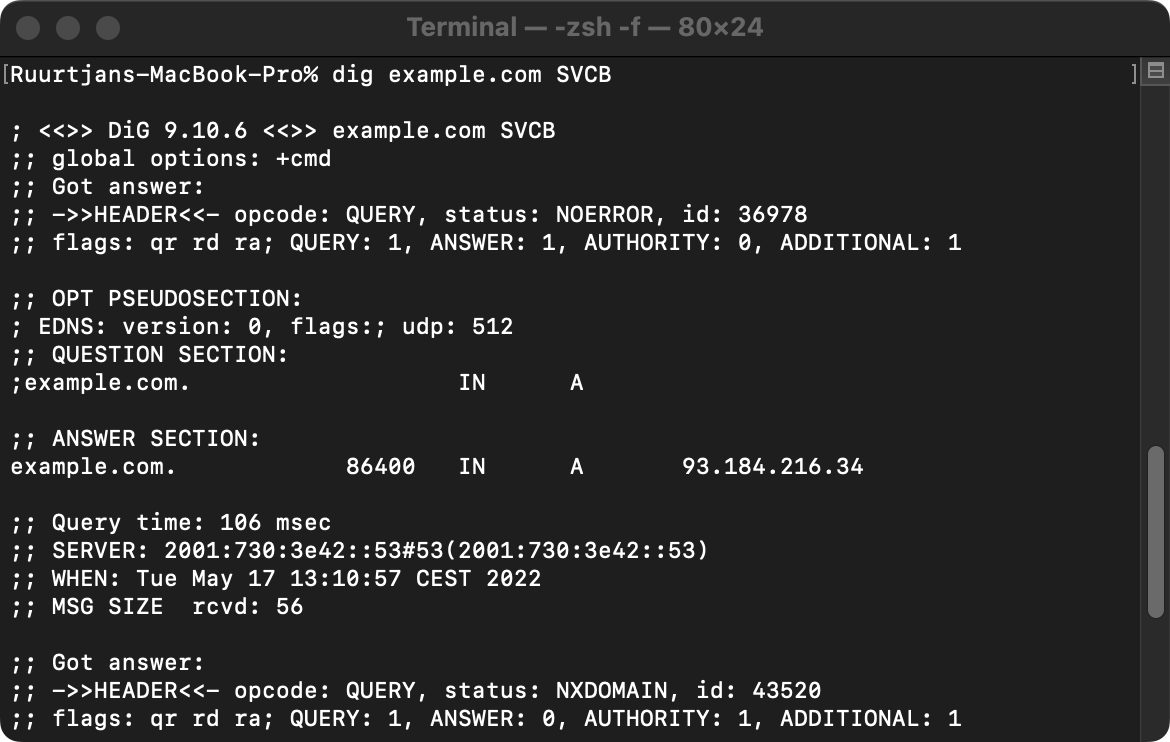 Terminal — -zsh -f — 80×24
[Ruurtjans-MacBook-Pro% dig example.com SVCB ]
; <<>> DiG 9.10.6 <<>> example.com SVCB
;; global options: +cmd
;; Got answer:
;; ->>HEADER<<- opcode: QUERY, status: NOERROR, id: 36978
;; flags: qr rd ra; QUERY: 1, ANSWER: 1, AUTHORITY: 0, ADDITIONAL: 1
;; OPT PSEUDOSECTION:
; EDNS: version: 0, flags:; udp: 512
;; QUESTION SECTION:
;example.com. IN A
;; ANSWER SECTION:
example.com. 86400 IN A 93.184.216.34
;; Query time: 106 msec
;; SERVER: 2001:730:3e42::53#53(2001:730:3e42::53)
;; WHEN: Tue May 17 13:10:57 CEST 2022
;; MSG SIZE  rcvd: 56
;; Got answer:
;; ->>HEADER<<- opcode: QUERY, status: NXDOMAIN, id: 43520
;; flags: qr rd ra; QUERY: 1, ANSWER: 0, AUTHORITY: 1, ADDITIONAL: 1